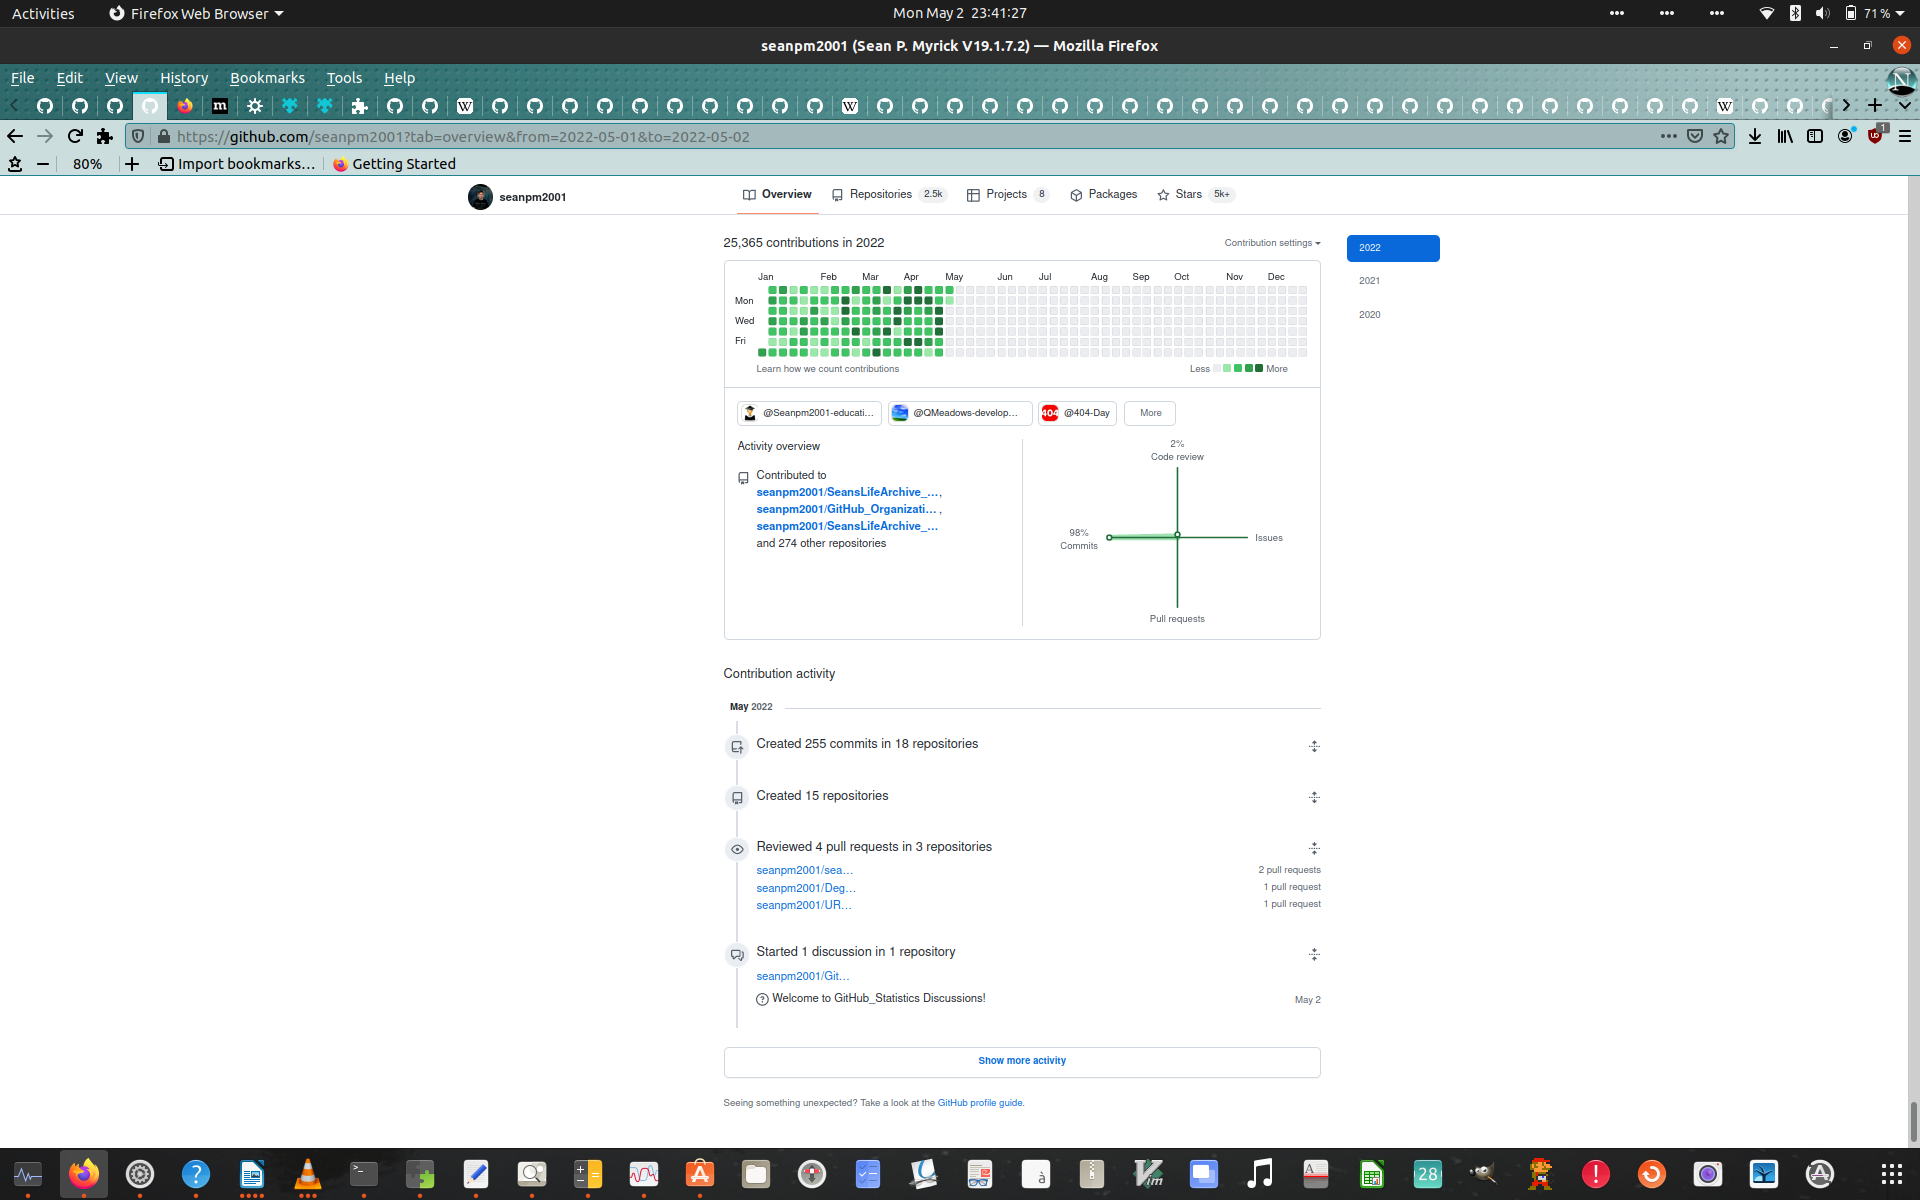 Activities
Firefox Web Browser
Mon May 2 23:41:27
71 %
seanpm2001 (Sean P. Myrick V19.1.7.2) — Mozilla Firefox
File Edit View History Bookmarks Tools Help
N
m
W
W
W
https://github.com/seanpm2001?tab=overview&from=2022-05-01&to=2022-05-02
1
80%
Import bookmarks…
Getting Started
seanpm2001
Overview
Repositories 2.5k
Projects 8
Packages
Stars 5k+
25,365 contributions in 2022
Contribution settings
2022
2021
2020
Jan Feb Mar Apr May Jun Jul Aug Sep Oct Nov Dec
Mon
Wed
Fri
Learn how we count contributions
Less More
@Seanpm2001-educati…
@QMeadows-develop…
404 @404-Day
More
Activity overview
Contributed to
seanpm2001/SeansLifeArchive_…,
seanpm2001/GitHub_Organizati… ,
seanpm2001/SeansLifeArchive_…
and 274 other repositories
2%
Code review
98%
Commits
Issues
Pull requests
Contribution activity
May 2022
Created 255 commits in 18 repositories
Created 15 repositories
Reviewed 4 pull requests in 3 repositories
seanpm2001/sea… 2 pull requests
seanpm2001/Deg… 1 pull request
seanpm2001/UR… 1 pull request
Started 1 discussion in 1 repository
seanpm2001/Git…
Welcome to GitHub_Statistics Discussions! May 2
Show more activity
Seeing something unexpected? Take a look at the GitHub profile guide.
à
Vim
28